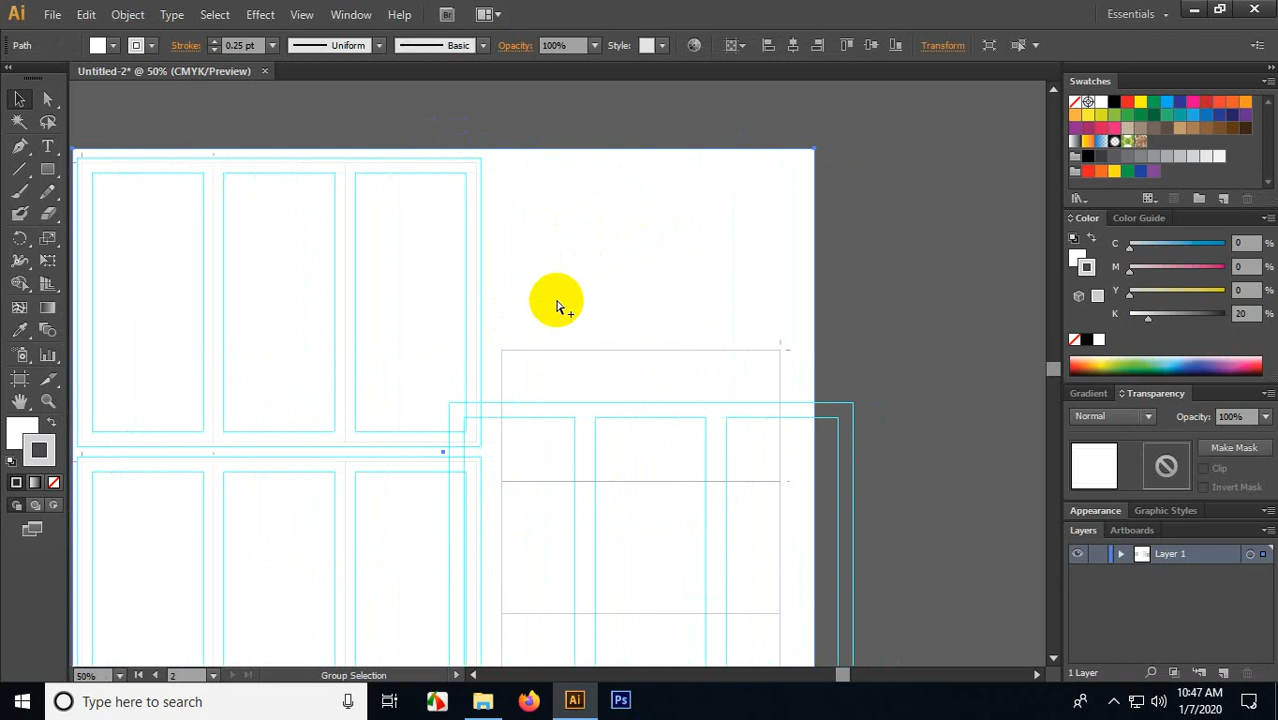 Ai File Edit Object Type Select Effect View Window Help Br Essentials
Path Stroke: 0.25 pt Uniform Basic Opacity: 100% Style: Transform
Untitled-2* @ 50% (CMYK/Preview) ×
Swatches
Color Color Guide
C 0 %
M 0 %
Y 0 %
K 20 %
Gradient Transparency
Normal Opacity: 100%
Make Mask
Clip
Invert Mask
Appearance Graphic Styles
Layers Artboards
Layer 1
1 Layer
50% 2 Group Selection
Type here to search Ai Ps 10:47 AM
1/7/2020